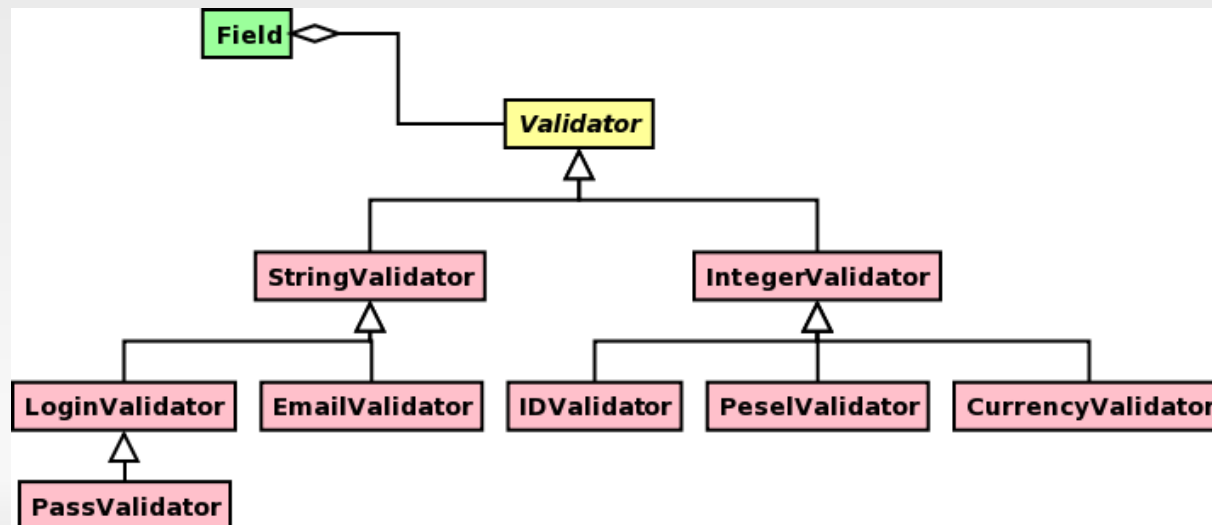 Field
Validator
StringValidator
IntegerValidator
LoginValidator
EmailValidator
IDValidator
PeselValidator
CurrencyValidator
PassValidator